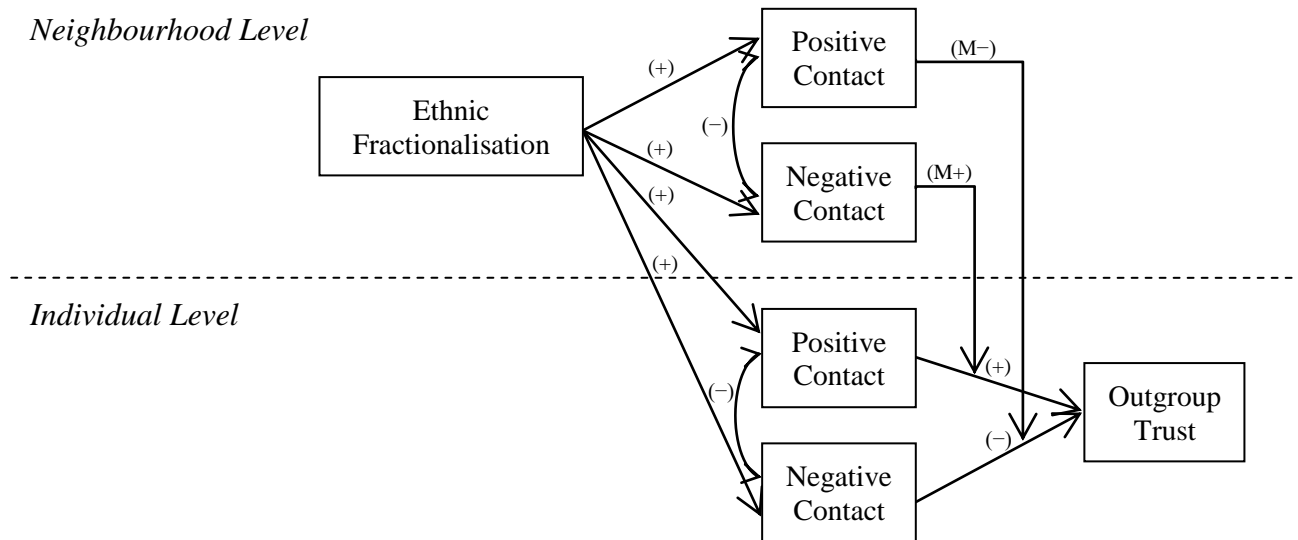 Neighbourhood Level
Positive
Contact
(M−)
(+)
Ethnic
Fractionalisation
(−)
(+)
Negative
Contact
(M+)
(+)
(+)
Individual Level
Positive
Contact
(+)
(−)
Outgroup
Trust
(−)
Negative
Contact